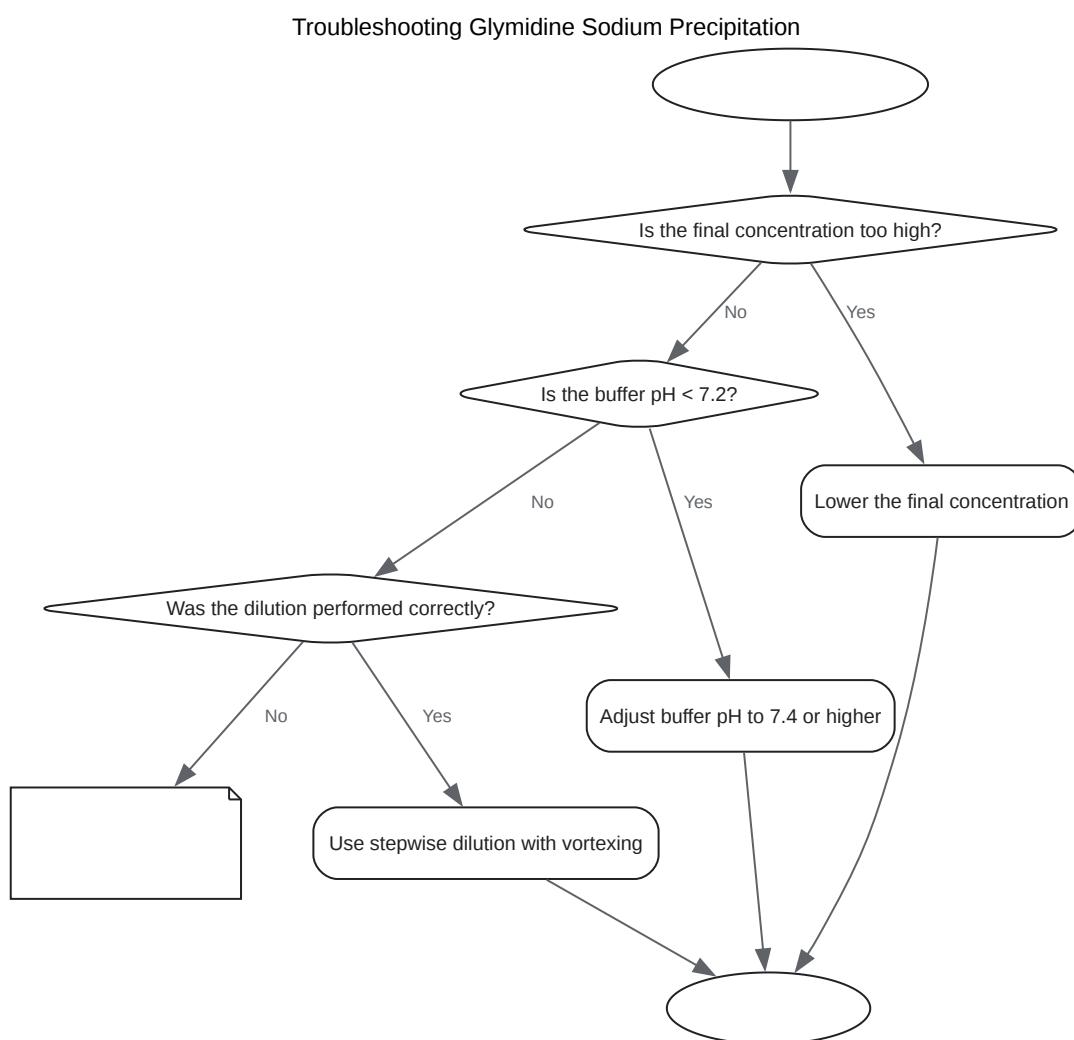 Troubleshooting Glymidine Sodium Precipitation
Is the final concentration too high?
No
Yes
Is the buffer pH < 7.2?
No
Yes
Lower the final concentration
Was the dilution performed correctly?
No
Yes
Adjust buffer pH to 7.4 or higher
Use stepwise dilution with vortexing